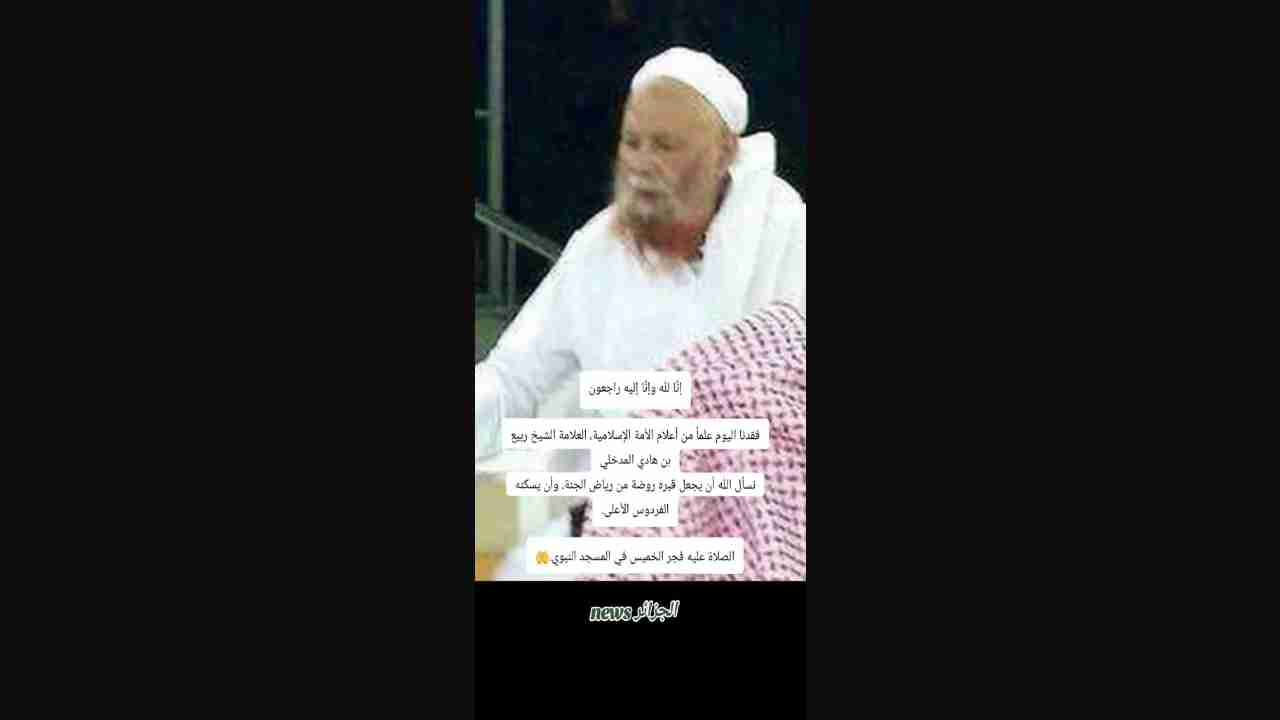 إنّا لله وإنّا إليه راجعون
فقدنا اليوم علماً من أعلام الأمة الإسلامية، العلامة الشيخ ربيع
بن هادي المدخلي
نسأل الله أن يجعل قبره روضة من رياض الجنة، وأن يسكنه
الفردوس الأعلى.
الصلاة عليه فجر الخميس في المسجد النبوي.🤲
الجزائر news